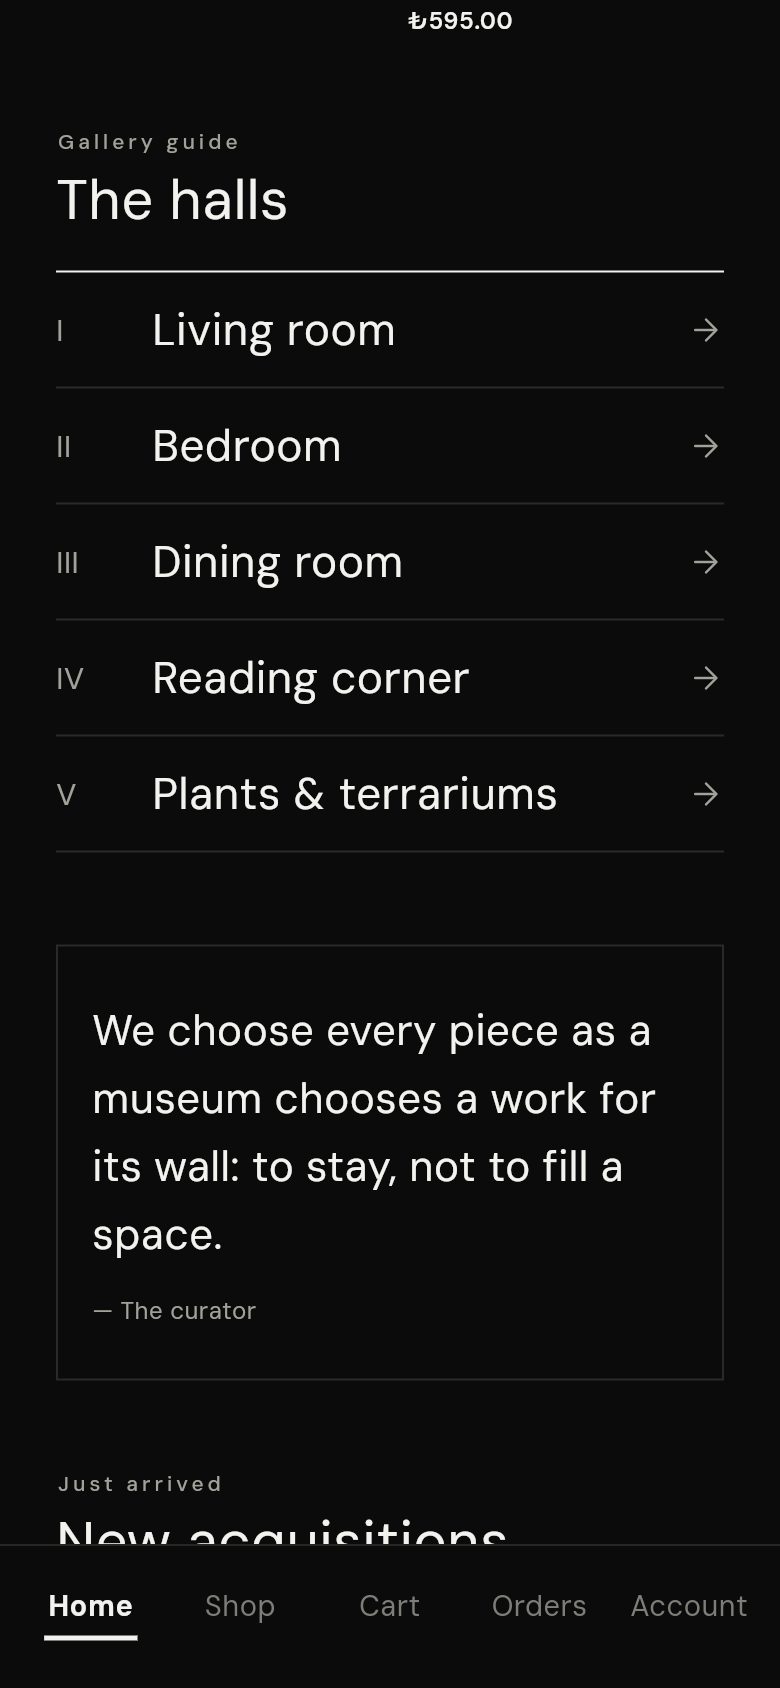 ₺595.00
Gallery guide
The halls
I Living room →
II Bedroom →
III Dining room →
IV Reading corner →
V Plants & terrariums →
We choose every piece as a
museum chooses a work for
its wall: to stay, not to fill a
space.
— The curator
Just arrived
New acquisitions
Home Shop Cart Orders Account